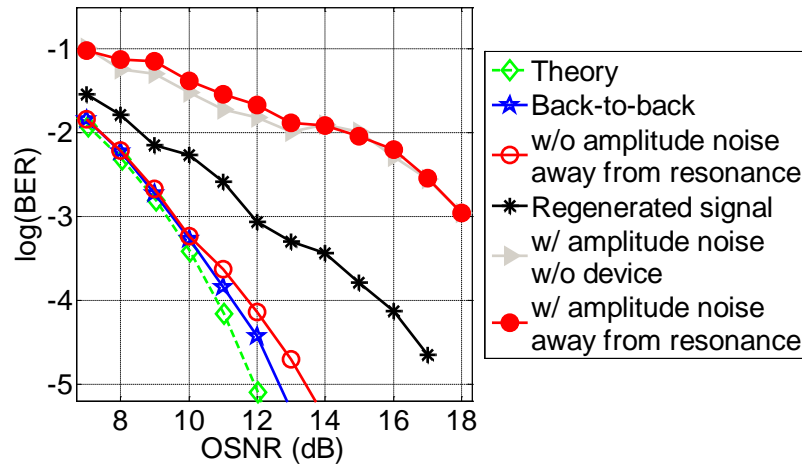 -1
-2
-3
-4
-5
log(BER)
8
10
12
14
16
18
OSNR (dB)
Theory
Back-to-back
w/o amplitude noise
away from resonance
Regenerated signal
w/ amplitude noise
w/o device
w/ amplitude noise
away from resonance